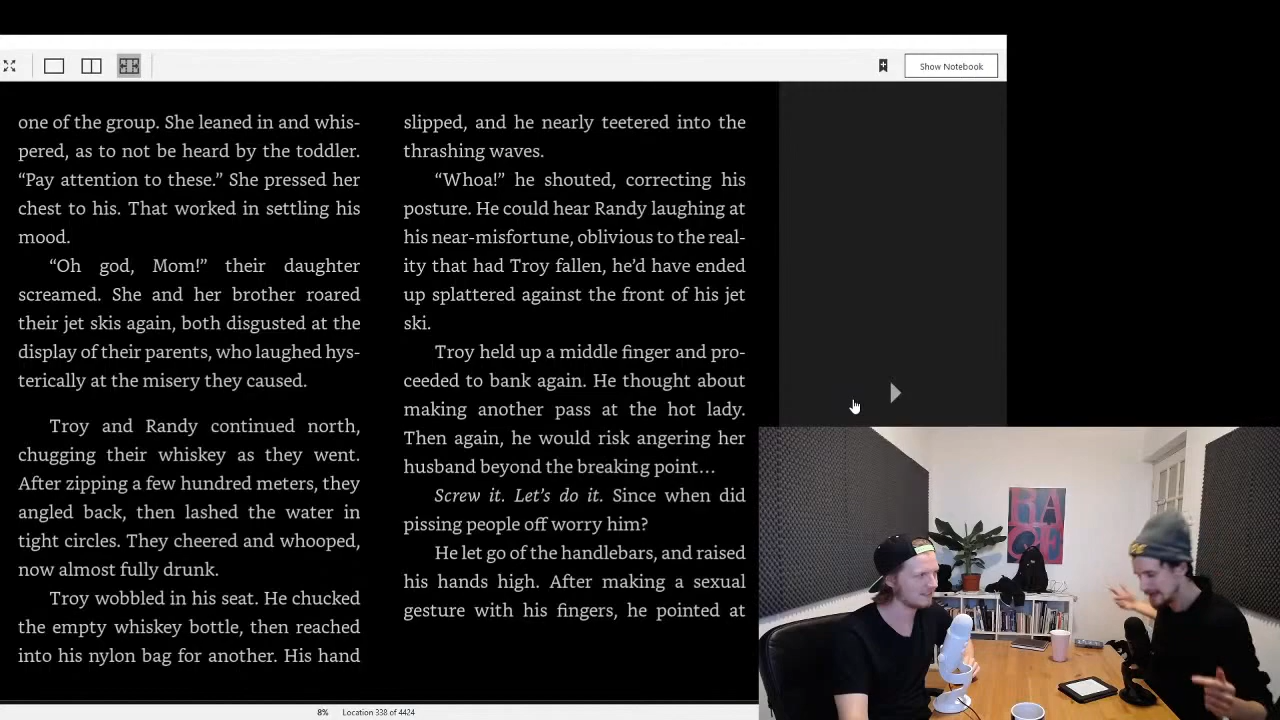 Show Notebook
one of the group. She leaned in and whis-
pered, as to not be heard by the toddler.
“Pay attention to these.” She pressed her
chest to his. That worked in settling his
mood.
“Oh god, Mom!” their daughter
screamed. She and her brother roared
their jet skis again, both disgusted at the
display of their parents, who laughed hys-
terically at the misery they caused.
Troy and Randy continued north,
chugging their whiskey as they went.
After zipping a few hundred meters, they
angled back, then lashed the water in
tight circles. They cheered and whooped,
now almost fully drunk.
Troy wobbled in his seat. He chucked
the empty whiskey bottle, then reached
into his nylon bag for another. His hand
slipped, and he nearly teetered into the
thrashing waves.
“Whoa!” he shouted, correcting his
posture. He could hear Randy laughing at
his near-misfortune, oblivious to the real-
ity that had Troy fallen, he’d have ended
up splattered against the front of his jet
ski.
Troy held up a middle finger and pro-
ceeded to bank again. He thought about
making another pass at the hot lady.
Then again, he would risk angering her
husband beyond the breaking point…
Screw it. Let’s do it. Since when did
pissing people off worry him?
He let go of the handlebars, and raised
his hands high. After making a sexual
gesture with his fingers, he pointed at
8% Location 338 of 4424
RA
GE